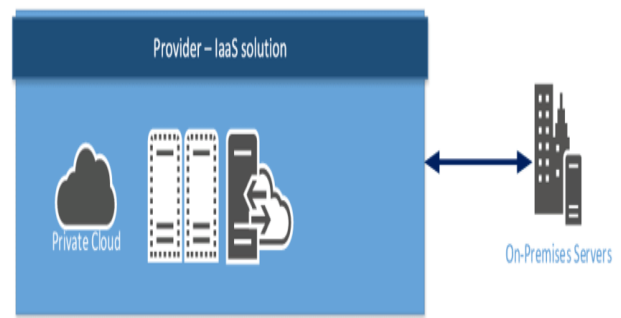 Provider – IaaS solution
Private Cloud
On-Premises Servers